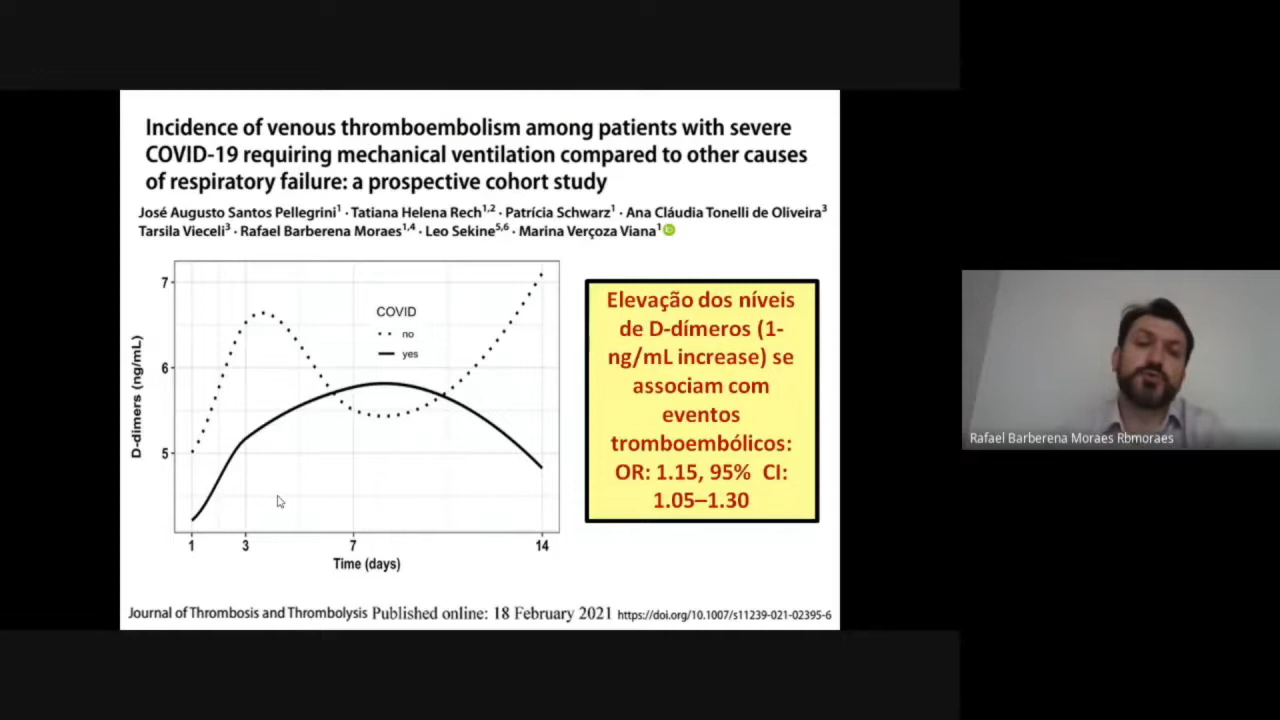 Incidence of venous thromboembolism among patients with severe
COVID-19 requiring mechanical ventilation compared to other causes
of respiratory failure: a prospective cohort study
José Augusto Santos Pellegrini1 · Tatiana Helena Rech1,2 · Patrícia Schwarz1 · Ana Cláudia Tonelli de Oliveira3
Tarsila Vieceli3 · Rafael Barberena Moraes1,4 · Leo Sekine5,6 · Marina Verçoza Viana1
7
6
5
D-dimers (ng/mL)
COVID
no
yes
1 3 7 14
Time (days)
Elevação dos níveis
de D-dímeros (1-
ng/mL increase) se
associam com
eventos
tromboembólicos:
OR: 1.15, 95% CI:
1.05–1.30
Journal of Thrombosis and Thrombolysis Published online: 18 February 2021 https://doi.org/10.1007/s11239-021-02395-6
Rafael Barberena Moraes Rbmoraes